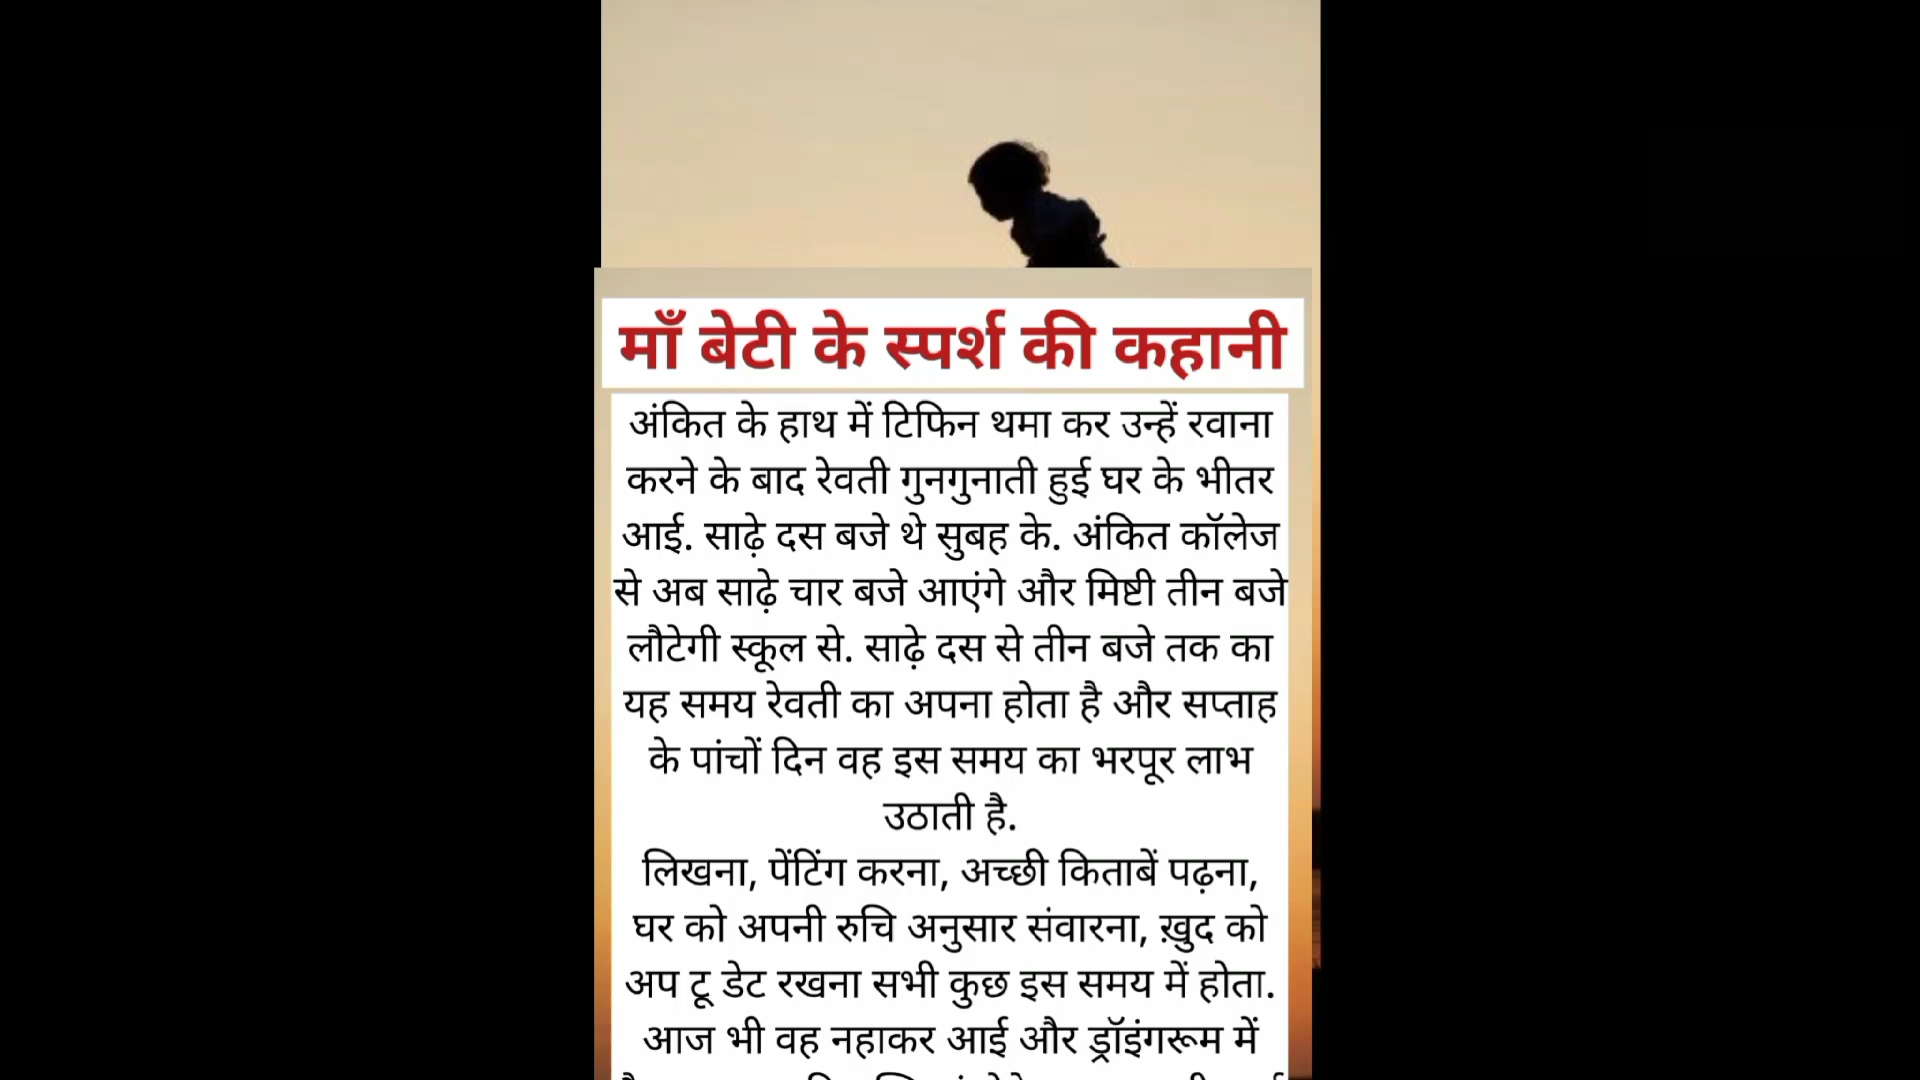 माँ बेटी के स्पर्श की कहानी
अंकित के हाथ में टिफिन थमा कर उन्हें रवाना
करने के बाद रेवती गुनगुनाती हुई घर के भीतर
आई. साढ़े दस बजे थे सुबह के. अंकित कॉलेज
से अब साढ़े चार बजे आएंगे और मिष्टी तीन बजे
लौटेगी स्कूल से. साढ़े दस से तीन बजे तक का
यह समय रेवती का अपना होता है और सप्ताह
के पांचों दिन वह इस समय का भरपूर लाभ
उठाती है.
लिखना, पेंटिंग करना, अच्छी किताबें पढ़ना,
घर को अपनी रुचि अनुसार संवारना, ख़ुद को
अप टू डेट रखना सभी कुछ इस समय में होता.
आज भी वह नहाकर आई और ड्रॉइंगरूम में